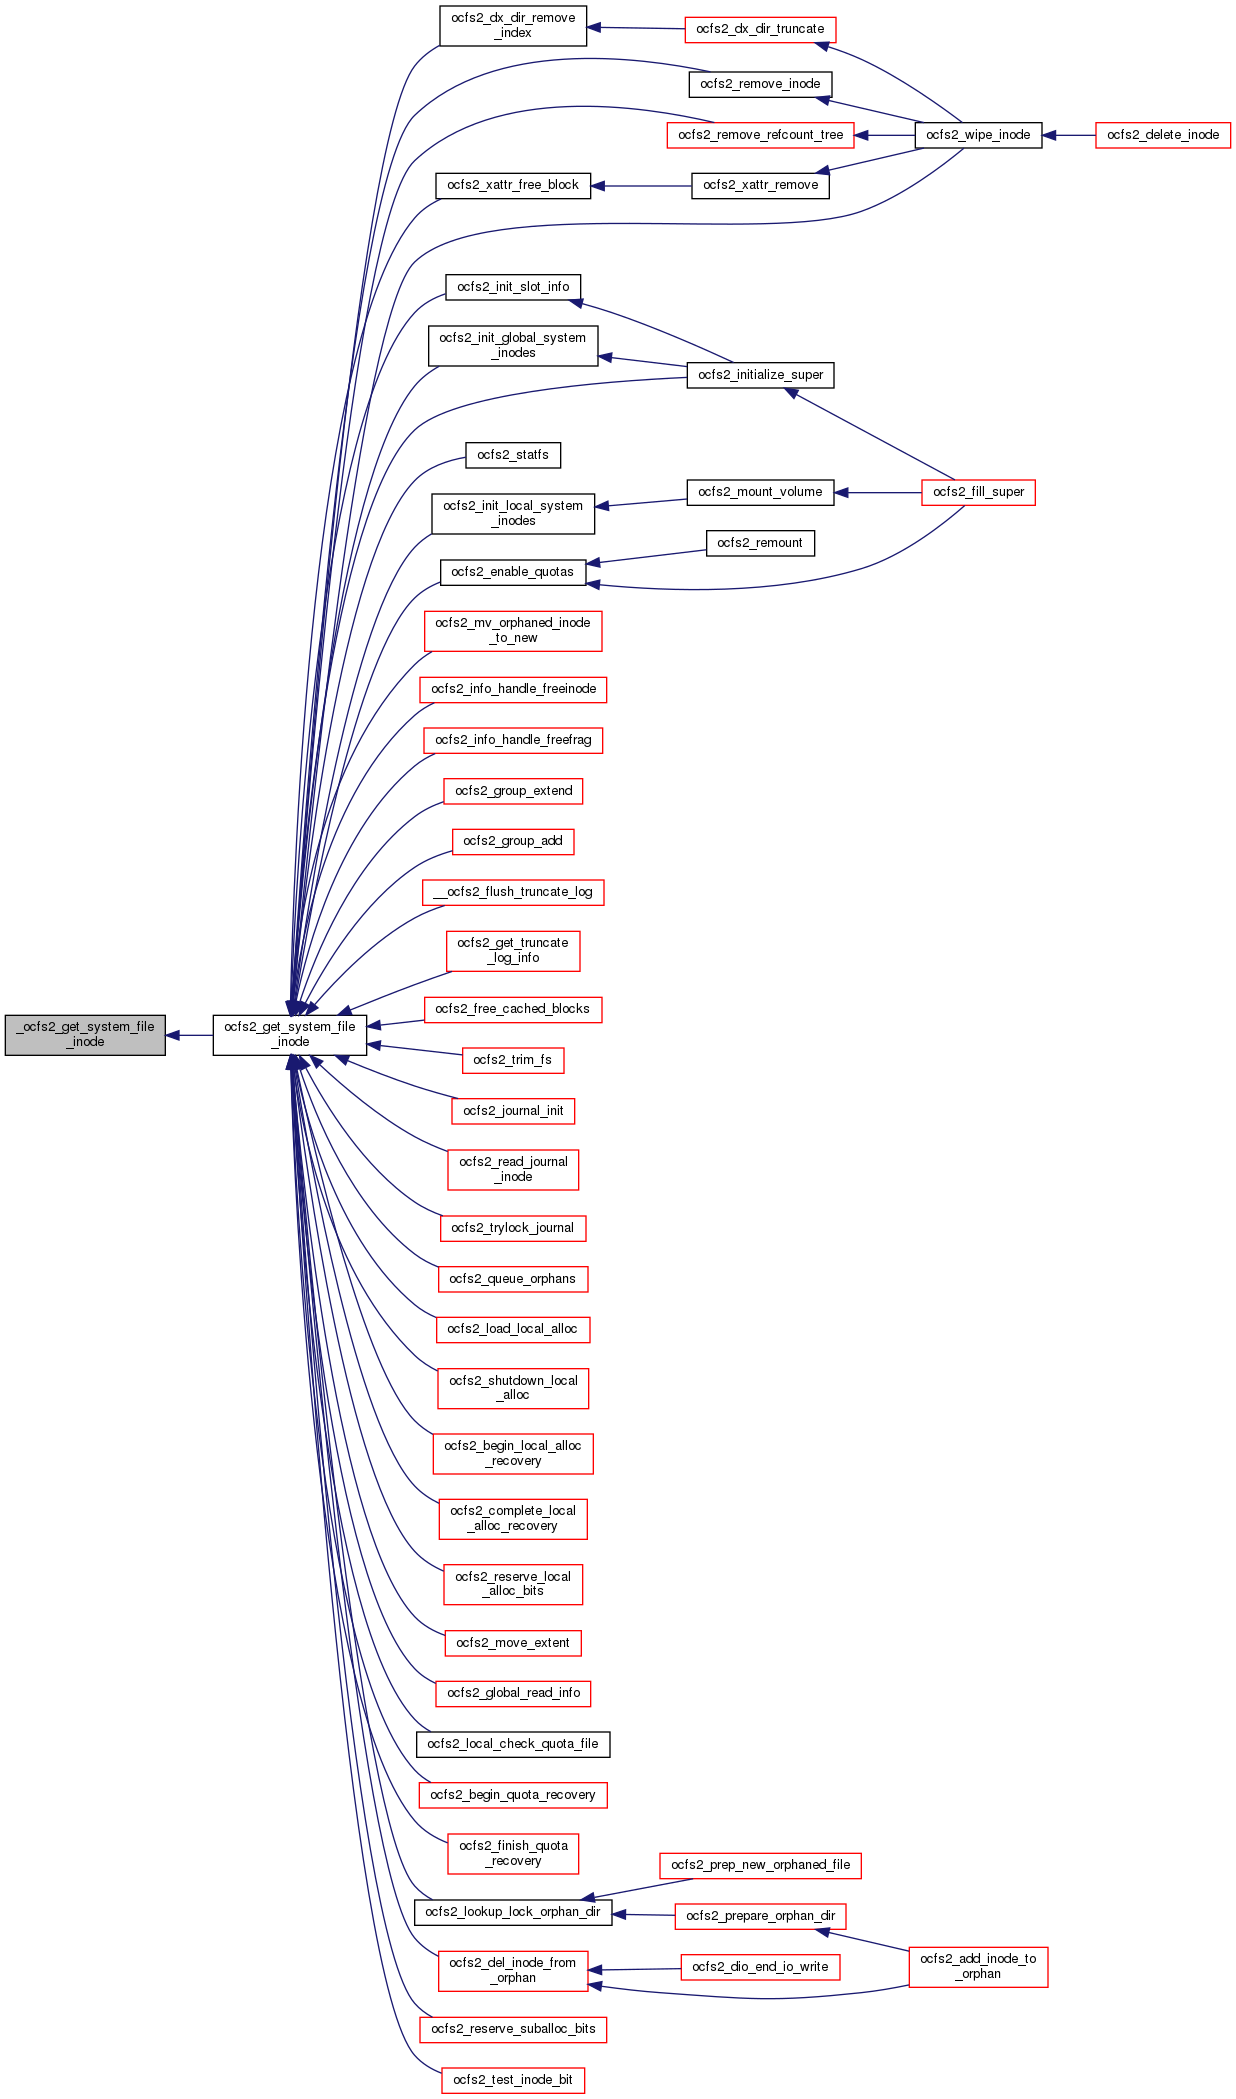 ocfs2_dx_dir_remove
_index
ocfs2_dx_dir_truncate
ocfs2_remove_inode
ocfs2_remove_refcount_tree
ocfs2_wipe_inode
ocfs2_delete_inode
ocfs2_xattr_free_block
ocfs2_xattr_remove
ocfs2_init_slot_info
ocfs2_init_global_system
_inodes
ocfs2_initialize_super
ocfs2_statfs
ocfs2_init_local_system
_inodes
ocfs2_mount_volume
ocfs2_fill_super
ocfs2_remount
ocfs2_enable_quotas
ocfs2_mv_orphaned_inode
_to_new
ocfs2_info_handle_freeinode
ocfs2_info_handle_freefrag
ocfs2_group_extend
ocfs2_group_add
__ocfs2_flush_truncate_log
ocfs2_get_truncate
_log_info
ocfs2_free_cached_blocks
_ocfs2_get_system_file
_inode
ocfs2_get_system_file
_inode
ocfs2_trim_fs
ocfs2_journal_init
ocfs2_read_journal
_inode
ocfs2_trylock_journal
ocfs2_queue_orphans
ocfs2_load_local_alloc
ocfs2_shutdown_local
_alloc
ocfs2_begin_local_alloc
_recovery
ocfs2_complete_local
_alloc_recovery
ocfs2_reserve_local
_alloc_bits
ocfs2_move_extent
ocfs2_global_read_info
ocfs2_local_check_quota_file
ocfs2_begin_quota_recovery
ocfs2_finish_quota
_recovery
ocfs2_prep_new_orphaned_file
ocfs2_lookup_lock_orphan_dir
ocfs2_prepare_orphan_dir
ocfs2_del_inode_from
_orphan
ocfs2_dio_end_io_write
ocfs2_add_inode_to
_orphan
ocfs2_reserve_suballoc_bits
ocfs2_test_inode_bit